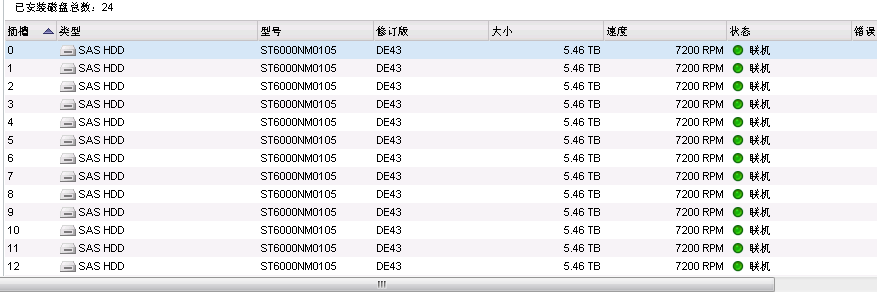 已安装磁盘总数：24
插槽 类型 型号 修订版 大小 速度 状态 错误
0 SAS HDD ST6000NM0105 DE43 5.46 TB 7200 RPM 联机
1 SAS HDD ST6000NM0105 DE43 5.46 TB 7200 RPM 联机
2 SAS HDD ST6000NM0105 DE43 5.46 TB 7200 RPM 联机
3 SAS HDD ST6000NM0105 DE43 5.46 TB 7200 RPM 联机
4 SAS HDD ST6000NM0105 DE43 5.46 TB 7200 RPM 联机
5 SAS HDD ST6000NM0105 DE43 5.46 TB 7200 RPM 联机
6 SAS HDD ST6000NM0105 DE43 5.46 TB 7200 RPM 联机
7 SAS HDD ST6000NM0105 DE43 5.46 TB 7200 RPM 联机
8 SAS HDD ST6000NM0105 DE43 5.46 TB 7200 RPM 联机
9 SAS HDD ST6000NM0105 DE43 5.46 TB 7200 RPM 联机
10 SAS HDD ST6000NM0105 DE43 5.46 TB 7200 RPM 联机
11 SAS HDD ST6000NM0105 DE43 5.46 TB 7200 RPM 联机
12 SAS HDD ST6000NM0105 DE43 5.46 TB 7200 RPM 联机